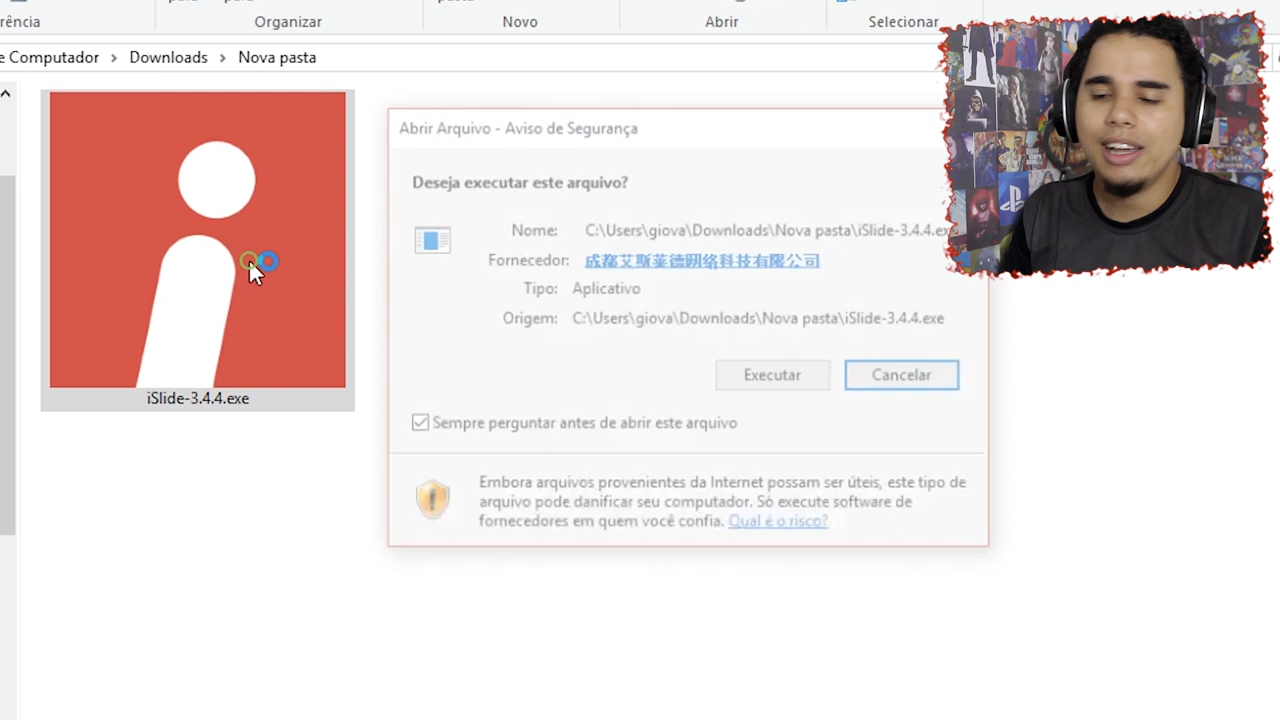 rência
Organizar
Novo
Abrir
Selecionar
e Computador > Downloads > Nova pasta
Abrir Arquivo - Aviso de Segurança
Deseja executar este arquivo?
Nome: C:\Users\giova\Downloads\Nova pasta\iSlide-3.4.4.ex
Fornecedor: 成都艾斯莱德网络科技有限公司
Tipo: Aplicativo
Origem: C:\Users\giova\Downloads\Nova pasta\iSlide-3.4.4.exe
Executar
Cancelar
iSlide-3.4.4.exe
Sempre perguntar antes de abrir este arquivo
Embora arquivos provenientes da Internet possam ser úteis, este tipo de
arquivo pode danificar seu computador. Só execute software de
fornecedores em quem você confia. Qual é o risco?